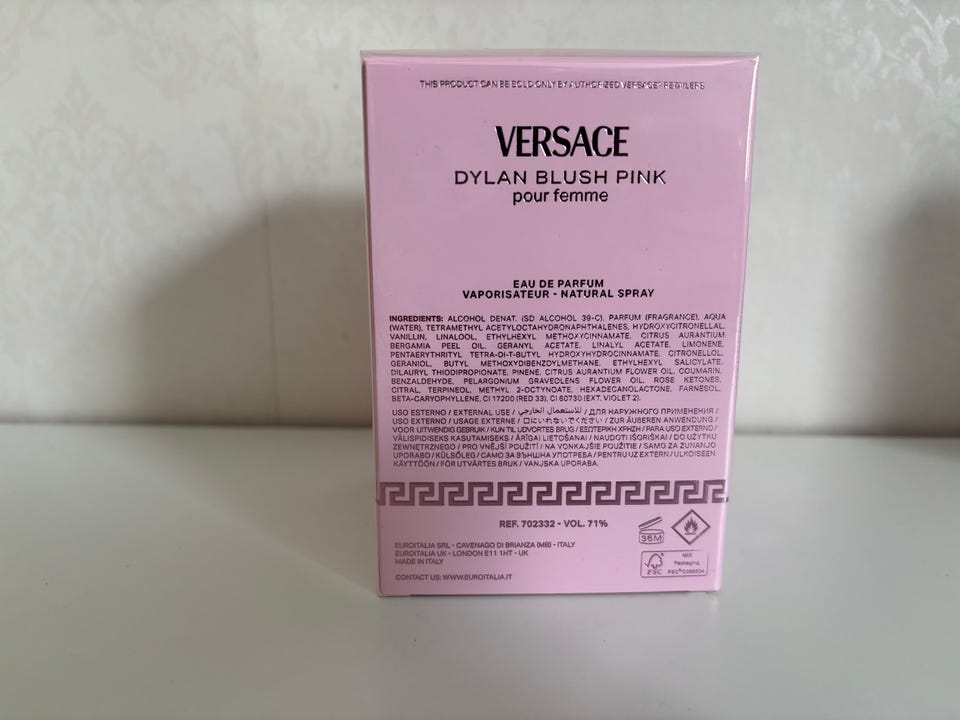 THIS PRODUCT CAN BE SOLD ONLY BY AUTHORIZED VERSACE RETAILERS
VERSACE
DYLAN BLUSH PINK
pour femme
EAU DE PARFUM
VAPORISATEUR - NATURAL SPRAY
INGREDIENTS: ALCOHOL DENAT. (SD ALCOHOL 39-C), PARFUM (FRAGRANCE), AQUA
(WATER), TETRAMETHYL ACETYLOCTAHYDRONAPHTHALENES, HYDROXYCITRONELLAL,
VANILLIN, LINALOOL, ETHYLHEXYL METHOXYCINNAMATE, CITRUS AURANTIUM
BERGAMIA PEEL OIL, GERANYL ACETATE, LINALYL ACETATE, LIMONENE,
PENTAERYTHRITYL TETRA-DI-T-BUTYL HYDROXYHYDROCINNAMATE, CITRONELLOL,
GERANIOL, BUTYL METHOXYDIBENZOYLMETHANE, ETHYLHEXYL SALICYLATE,
DILAURYL THIODIPROPIONATE, PINENE, CITRUS AURANTIUM FLOWER OIL, COUMARIN,
BENZALDEHYDE, PELARGONIUM GRAVEOLENS FLOWER OIL, ROSE KETONES,
CITRAL, TERPINEOL, METHYL 2-OCTYNOATE, HEXADECANOLACTONE, FARNESOL,
BETA-CARYOPHYLLENE, CI 17200 (RED 33), CI 60730 (EXT. VIOLET 2).
USO ESTERNO / EXTERNAL USE / للاستعمال الخارجي / ДЛЯ НАРУЖНОГО ПРИМЕНЕНИЯ /
USO EXTERNO / USAGE EXTERNE / 口にいれないでください / ZUR ÄUSSEREN ANWENDUNG /
VOOR UITWENDIG GEBRUIK / KUN TIL UDVORTES BRUG / ΕΞΩΤΕΡΙΚΗ ΧΡΗΣΗ / PARA USO EXTERNO /
VÄLISPIDISEKS KASUTAMISEKS / ĀRĪGAI LIETOŠANAI / NAUDOTI IŠORIŠKAI / DO UŻYTKU
ZEWNĘTRZNEGO / PRO VNĚJŠÍ POUŽITÍ / NA VONKAJŠIE POUŽITIE / SAMO ZA ZUNANJO
UPORABO / KÜLSŐLEG / САМО ЗА ВЪНШНА УПОТРЕБА / PENTRU UZ EXTERN / ULKOISEEN
KÄYTTÖÖN / FÖR UTVÄRTES BRUK / VANJSKA UPORABA.
REF. 702332 - VOL. 71%
36M
EUROITALIA SRL - CAVENAGO DI BRIANZA (MB) - ITALY
EUROITALIA UK - LONDON E11 1HT - UK
MADE IN ITALY
CONTACT US: WWW.EUROITALIA.IT
FSC
MIX
Packaging